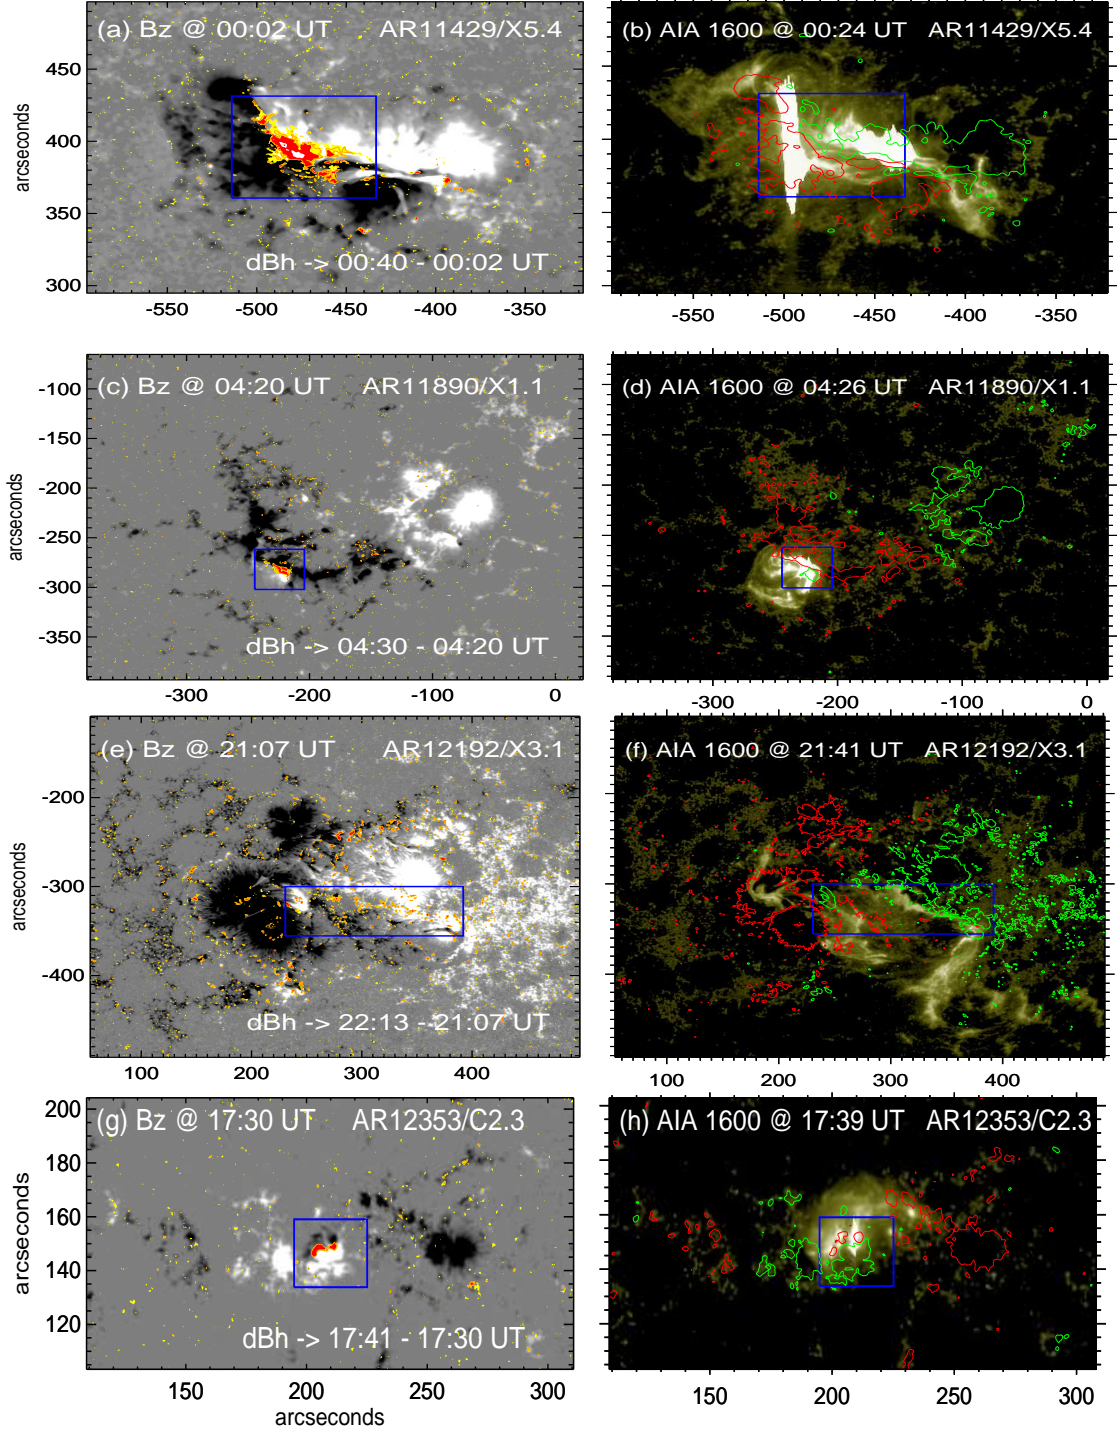 (a) Bz @ 00:02 UT AR11429/X5.4
450
400
350
300
arcseconds
dBh -> 00:40 - 00:02 UT
-550 -500 -450 -400 -350
(b) AIA 1600 @ 00:24 UT AR11429/X5.4
-550 -500 -450 -400 -350
(c) Bz @ 04:20 UT AR11890/X1.1
-100
-150
-200
-250
-300
-350
arcseconds
dBh -> 04:30 - 04:20 UT
-300 -200 -100 0
(d) AIA 1600 @ 04:26 UT AR11890/X1.1
-300 -200 -100 0
(e) Bz @ 21:07 UT AR12192/X3.1
-200
-300
-400
arcseconds
dBh -> 22:13 - 21:07 UT
100 200 300 400
(f) AIA 1600 @ 21:41 UT AR12192/X3.1
100 200 300 400
(g) Bz @ 17:30 UT AR12353/C2.3
200
180
160
140
120
arcseconds
dBh -> 17:41 - 17:30 UT
150 200 250 300
arcseconds
(h) AIA 1600 @ 17:39 UT AR12353/C2.3
150 200 250 300